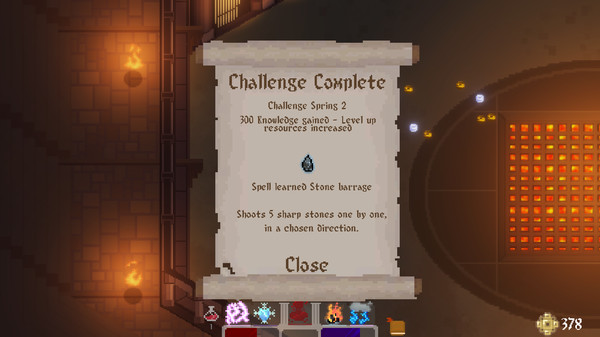 Challenge Complete
Challenge Spring 2
300 Knowledge gained - Level up
resources increased
Spell learned Stone barrage
Shoots 5 sharp stones one by one,
in a chosen direction.
Close
378